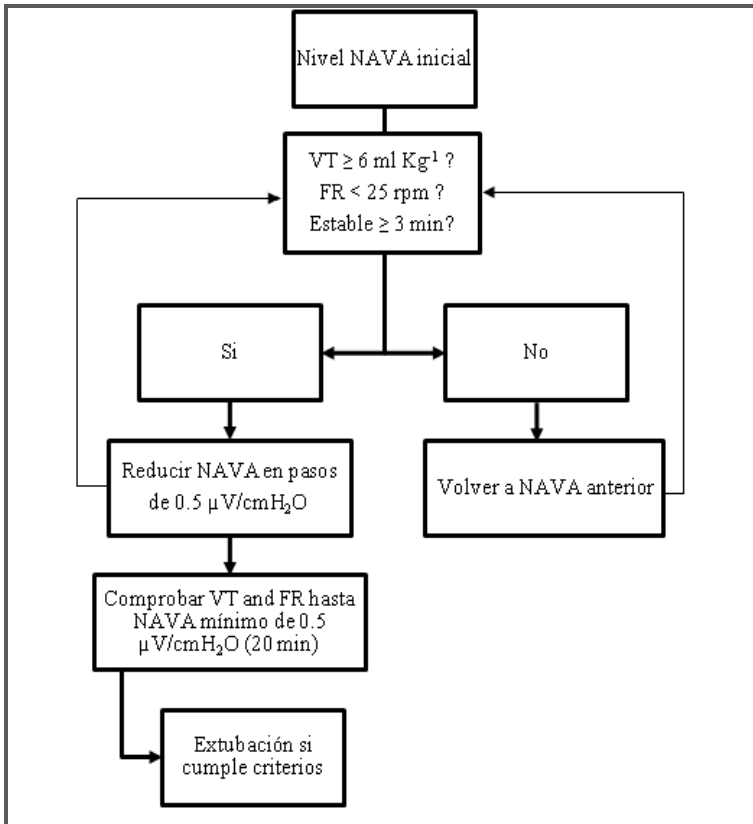 Nivel NAVA inicial
VT ≥ 6 ml Kg⁻¹ ?
FR < 25 rpm ?
Estable ≥ 3 min?
Si
No
Reducir NAVA en pasos
de 0.5 µV/cmH₂O
Volver a NAVA anterior
Comprobar VT and FR hasta
NAVA mínimo de 0.5
µV/cmH₂O (20 min)
Extubación si
cumple criterios